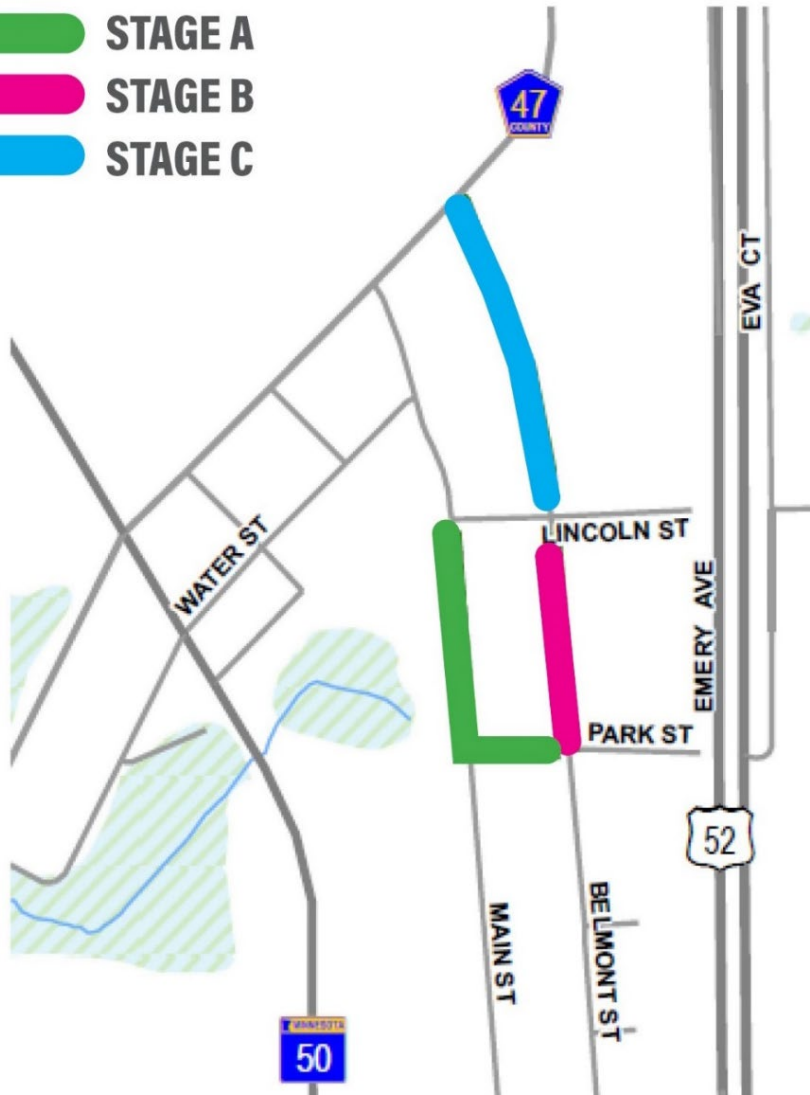 STAGE A
STAGE B
STAGE C
47
COUNTY
EVA CT
LINCOLN ST
WATER ST
EMERY AVE
PARK ST
52
MAIN ST
BELMONT ST
MINNESOTA
50